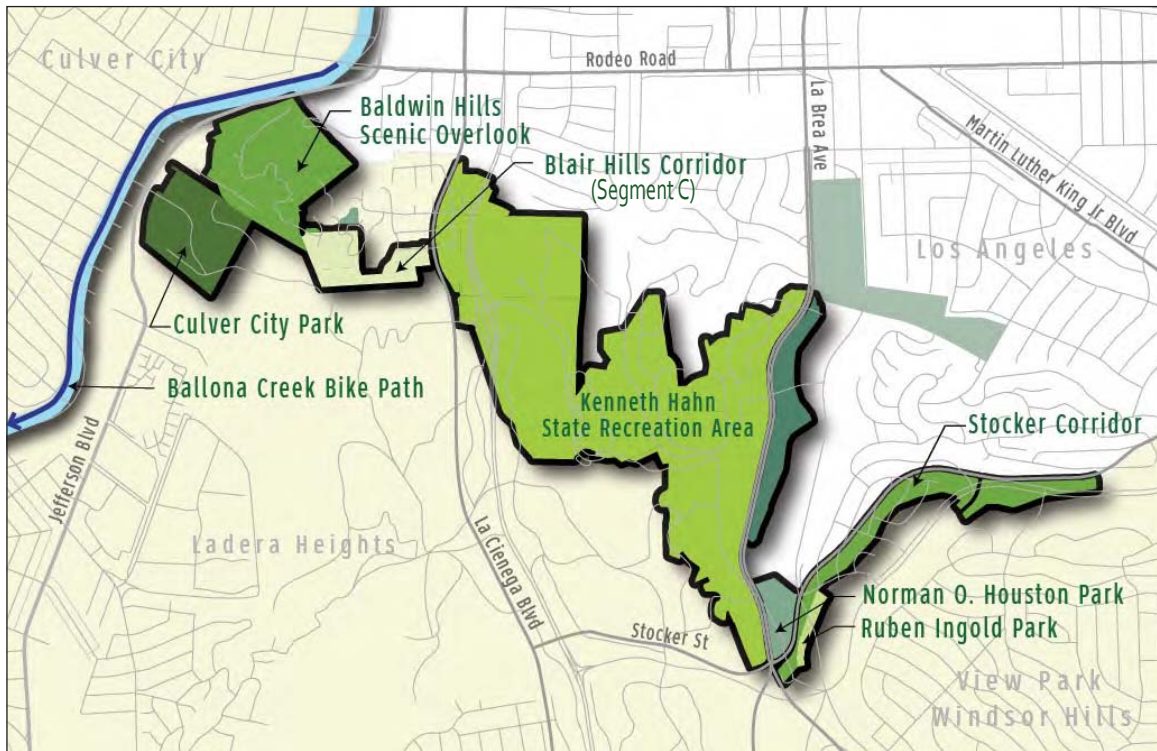 Culver City
Rodeo Road
Baldwin Hills
Scenic Overlook
La Brea Ave
Martin Luther King Jr Blvd
Blair Hills Corridor
(Segment C)
Los Angeles
Culver City Park
Ballona Creek Bike Path
Kenneth Hahn
State Recreation Area
Stocker Corridor
Jefferson Blvd
Ladera Heights
La Cienega Blvd
Norman O. Houston Park
Stocker St
Ruben Ingold Park
View Park
Windsor Hills